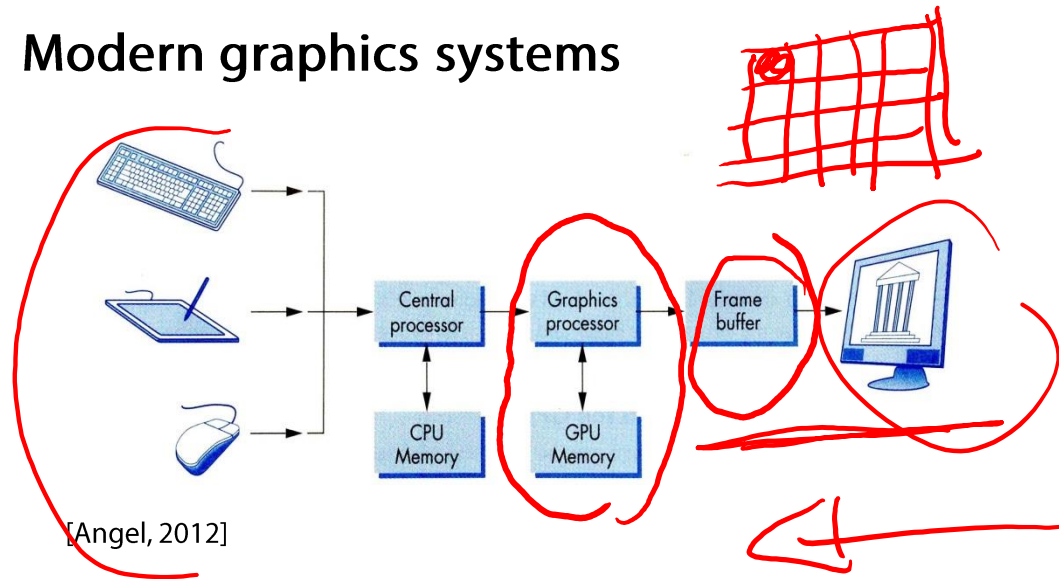 Modern graphics systems
Central
processor
Graphics
processor
Frame
buffer
CPU
Memory
GPU
Memory
[Angel, 2012]